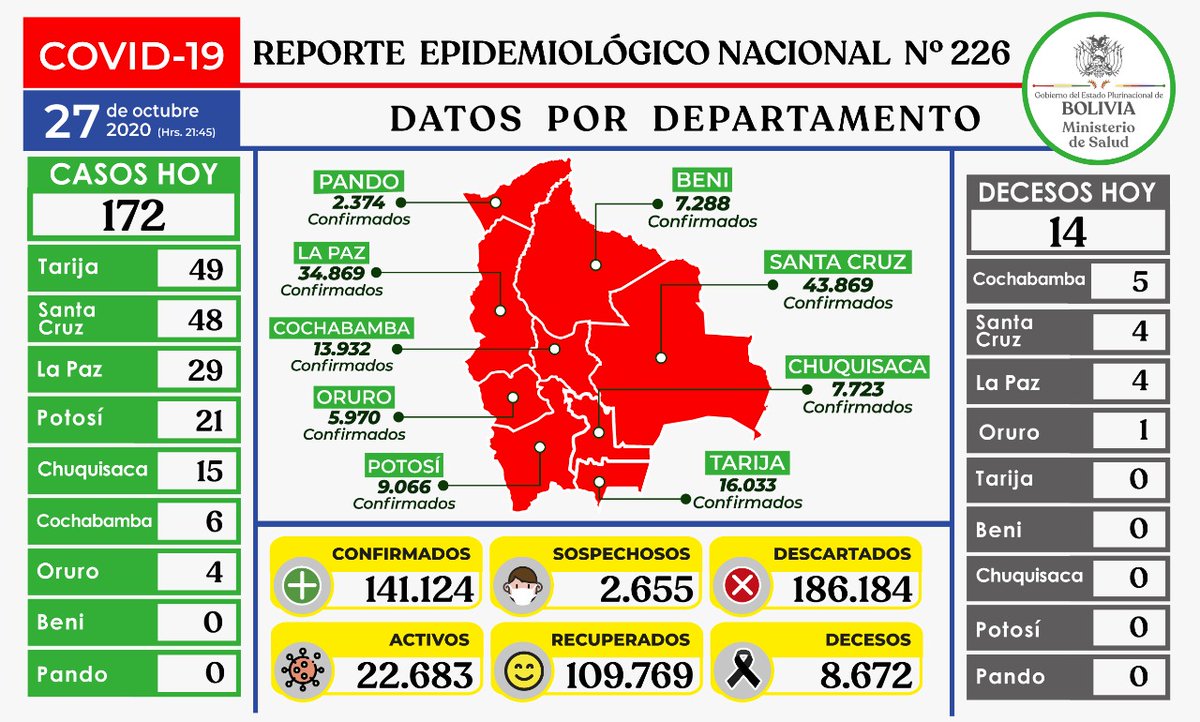 COVID-19
REPORTE EPIDEMIOLÓGICO NACIONAL Nº 226
27 de octubre
2020 (Hrs. 21:45)
DATOS POR DEPARTAMENTO
Gobierno del Estado Plurinacional de
BOLIVIA
Ministerio
de Salud
CASOS HOY
172
Tarija 49
Santa
Cruz 48
La Paz 29
Potosí 21
Chuquisaca 15
Cochabamba 6
Oruro 4
Beni 0
Pando 0
PANDO
2.374
Confirmados
LA PAZ
34.869
Confirmados
COCHABAMBA
13.932
Confirmados
ORURO
5.970
Confirmados
POTOSÍ
9.066
Confirmados
BENI
7.288
Confirmados
SANTA CRUZ
43.869
Confirmados
CHUQUISACA
7.723
Confirmados
TARIJA
16.033
Confirmados
CONFIRMADOS
141.124
SOSPECHOSOS
2.655
DESCARTADOS
186.184
ACTIVOS
22.683
RECUPERADOS
109.769
DECESOS
8.672
DECESOS HOY
14
Cochabamba 5
Santa
Cruz 4
La Paz 4
Oruro 1
Tarija 0
Beni 0
Chuquisaca 0
Potosí 0
Pando 0